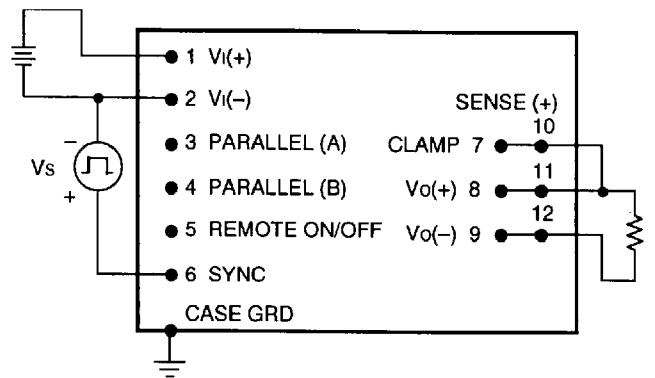 1 VI(+)
2 VI(–)
SENSE (+)
10
3 PARALLEL (A)
CLAMP 7
–
VS
+
11
4 PARALLEL (B)
VO(+) 8
12
5 REMOTE ON/OFF
VO(–) 9
6 SYNC
CASE GRD